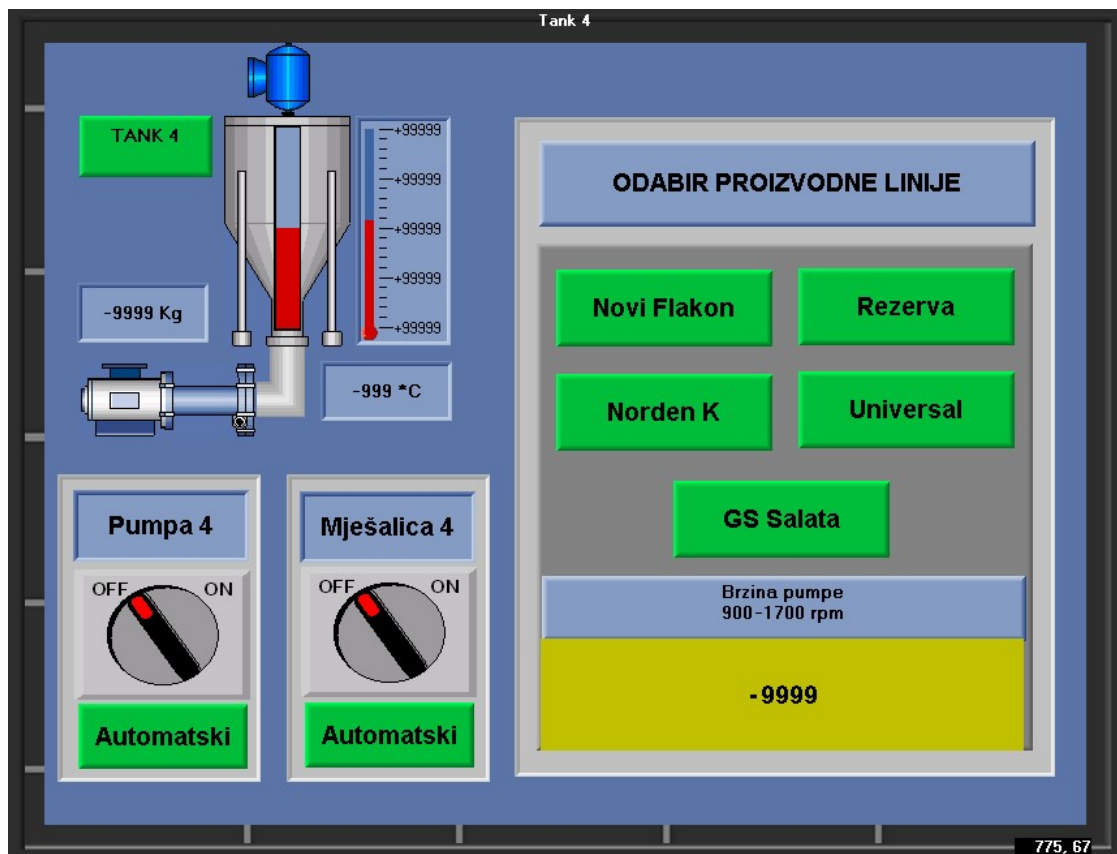 Tank 4
TANK 4
+99999
+99999
+99999
+99999
+99999
-9999 Kg
-999 *C
Pumpa 4
OFF ON
Automatski
Mješalica 4
OFF ON
Automatski
ODABIR PROIZVODNE LINIJE
Novi Flakon
Rezerva
Norden K
Universal
GS Salata
Brzina pumpe
900-1700 rpm
-9999
775, 67